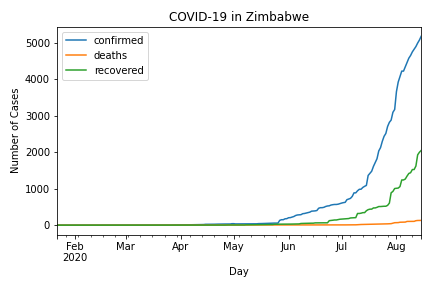 COVID-19 in Zimbabwe
confirmed
deaths
recovered
Number of Cases
5000
4000
3000
2000
1000
0
Feb Mar Apr May Jun Jul Aug
2020
Day